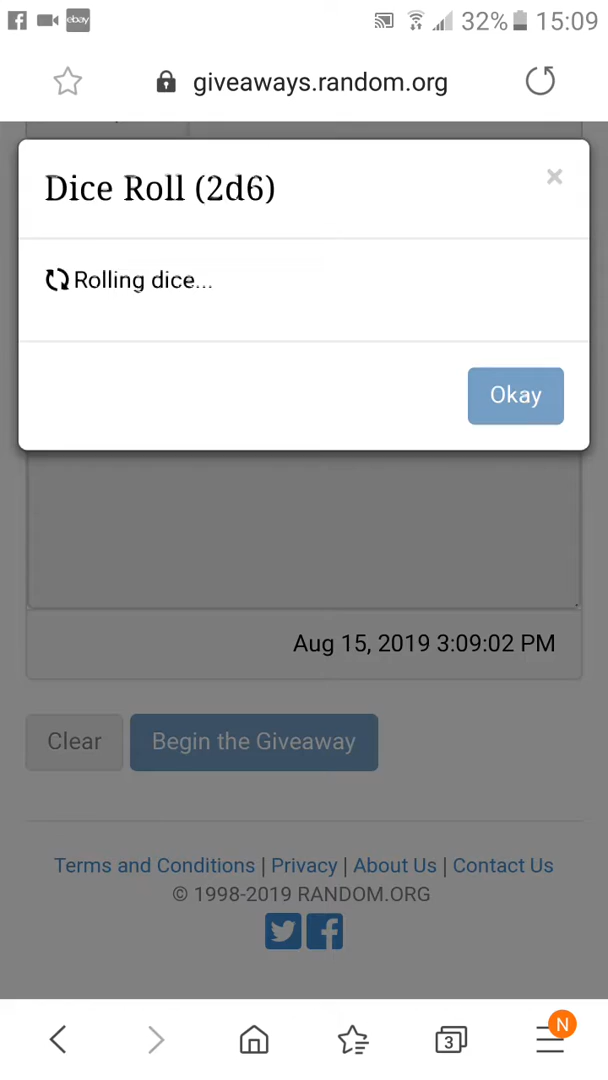 ebay 32% 15:09
giveaways.random.org
Dice Roll (2d6) ×
Rolling dice...
Okay
Aug 15, 2019 3:09:02 PM
Clear Begin the Giveaway
Terms and Conditions | Privacy | About Us | Contact Us
© 1998-2019 RANDOM.ORG
3 N